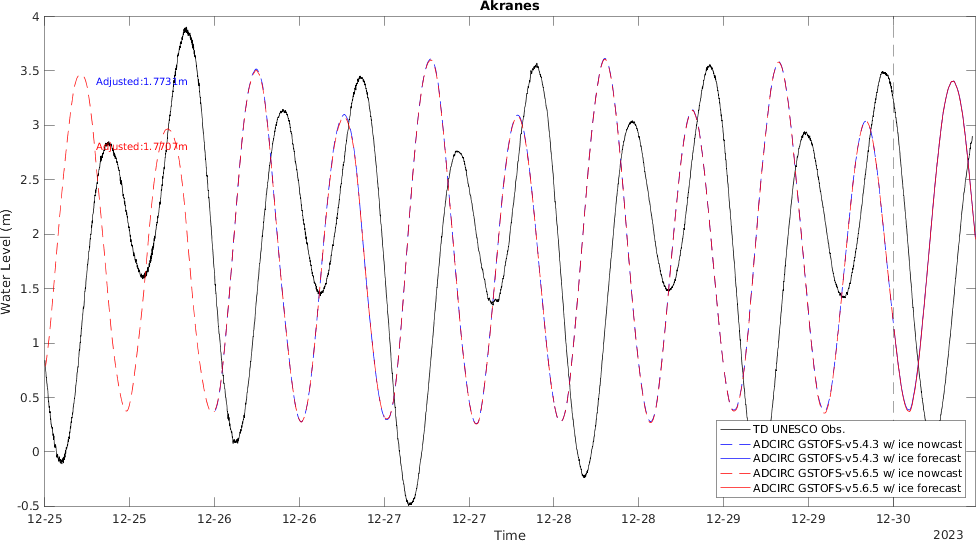 Akranes
4
3.5
3
2.5
2
1.5
1
0.5
0
-0.5
Water Level (m)
Adjusted:1.7731m
Adjusted:1.7707m
TD UNESCO Obs.
ADCIRC GSTOFS-v5.4.3 w/ ice nowcast
ADCIRC GSTOFS-v5.4.3 w/ ice forecast
ADCIRC GSTOFS-v5.6.5 w/ ice nowcast
ADCIRC GSTOFS-v5.6.5 w/ ice forecast
12-25 12-25 12-26 12-26 12-27 12-27 12-28 12-28 12-29 12-29 12-30
Time
2023